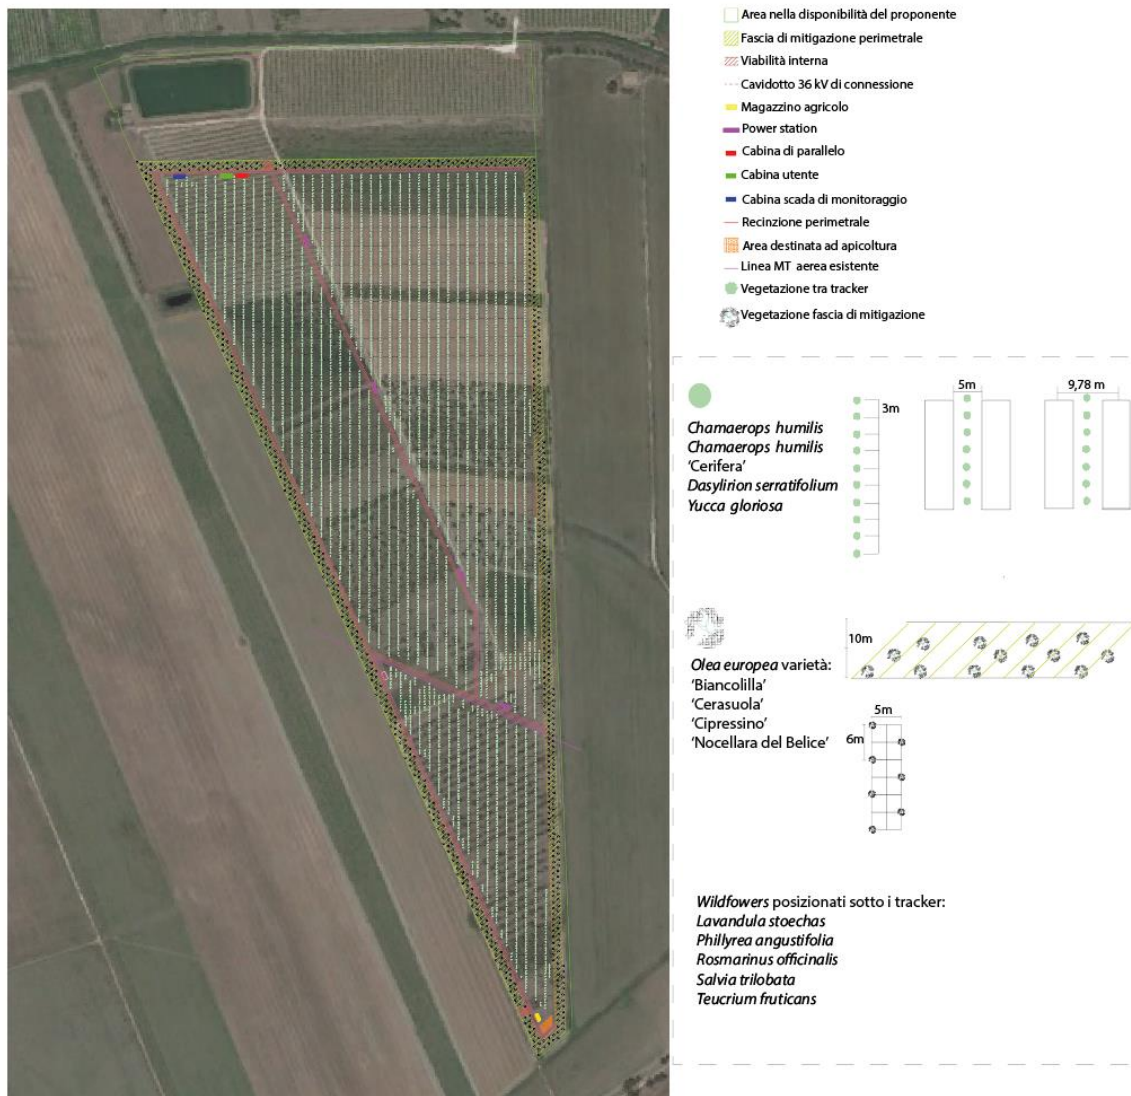 Area nella disponibilità del proponente
Fascia di mitigazione perimetrale
Viabilità interna
Cavidotto 36 kV di connessione
Magazzino agricolo
Power station
Cabina di parallelo
Cabina utente
Cabina scada di monitoraggio
Recinzione perimetrale
Area destinata ad apicoltura
Linea MT aerea esistente
Vegetazione tra tracker
Vegetazione fascia di mitigazione
Chamaerops humilis
Chamaerops humilis
‘Cerifera’
Dasylirion serratifolium
Yucca gloriosa
3m
5m
9,78 m
Olea europea varietà:
‘Biancolilla’
‘Cerasuola’
‘Cipressino’
‘Nocellara del Belice’
10m
5m
6m
Wildflowers posizionati sotto i tracker:
Lavandula stoechas
Phillyrea angustifolia
Rosmarinus officinalis
Salvia trilobata
Teucrium fruticans